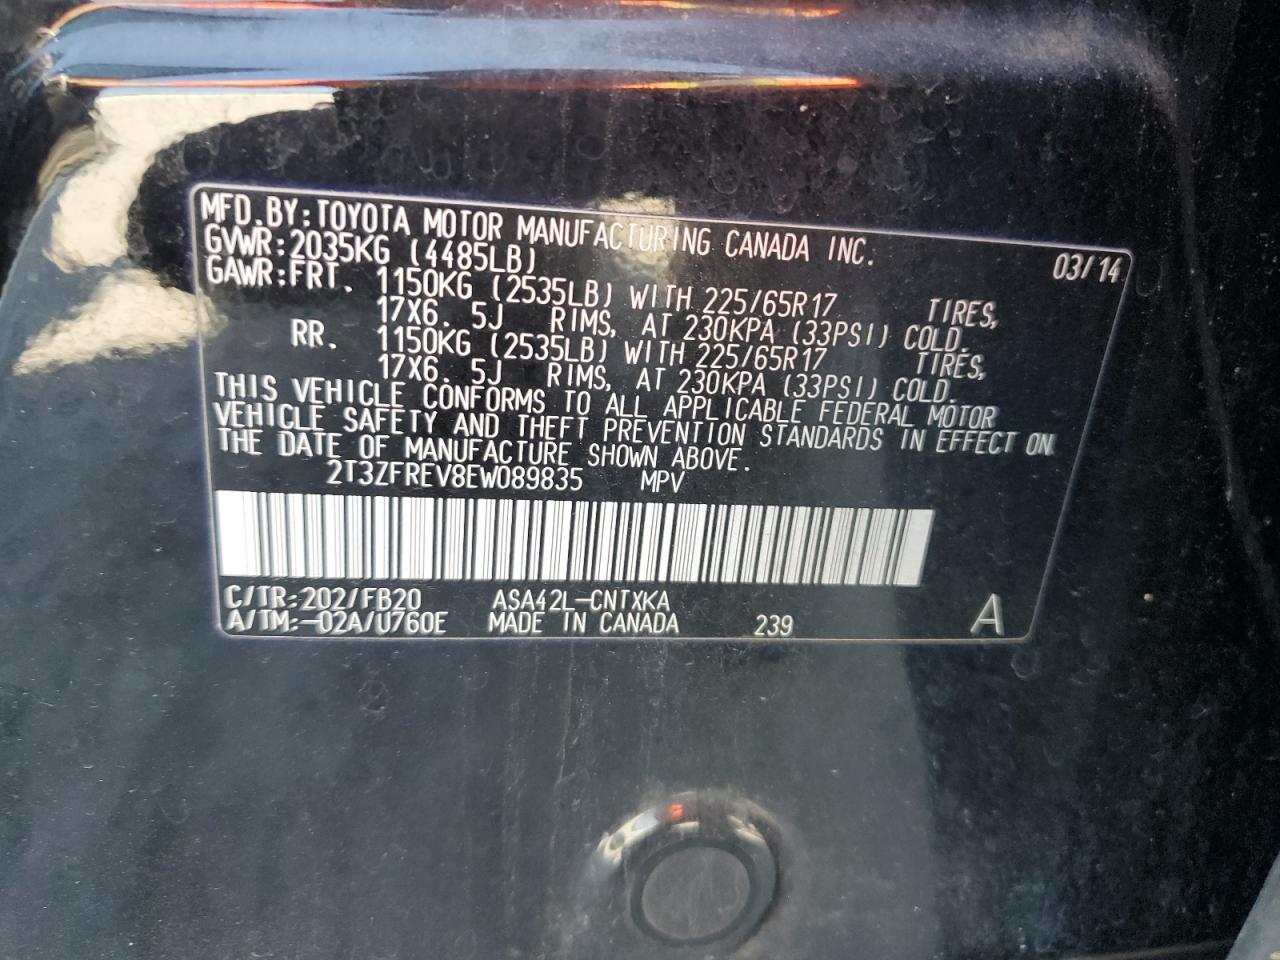 MFD.BY:TOYOTA MOTOR MANUFACTURING CANADA INC.
GVWR:2035KG (4485LB) 03/14
GAWR:FRT. 1150KG (2535LB) WITH 225/65R17 TIRES,
17X6.5J RIMS, AT 230KPA (33PSI) COLD.
RR. 1150KG (2535LB) WITH 225/65R17 TIRES,
17X6.5J RIMS, AT 230KPA (33PSI) COLD.
THIS VEHICLE CONFORMS TO ALL APPLICABLE FEDERAL MOTOR
VEHICLE SAFETY AND THEFT PREVENTION STANDARDS IN EFFECT ON
THE DATE OF MANUFACTURE SHOWN ABOVE.
2T3ZFREV8EW089835 MPV
C/TR:202/FB20 ASA42L-CNTXKA
A/TM:-02A/U760E MADE IN CANADA 239 A